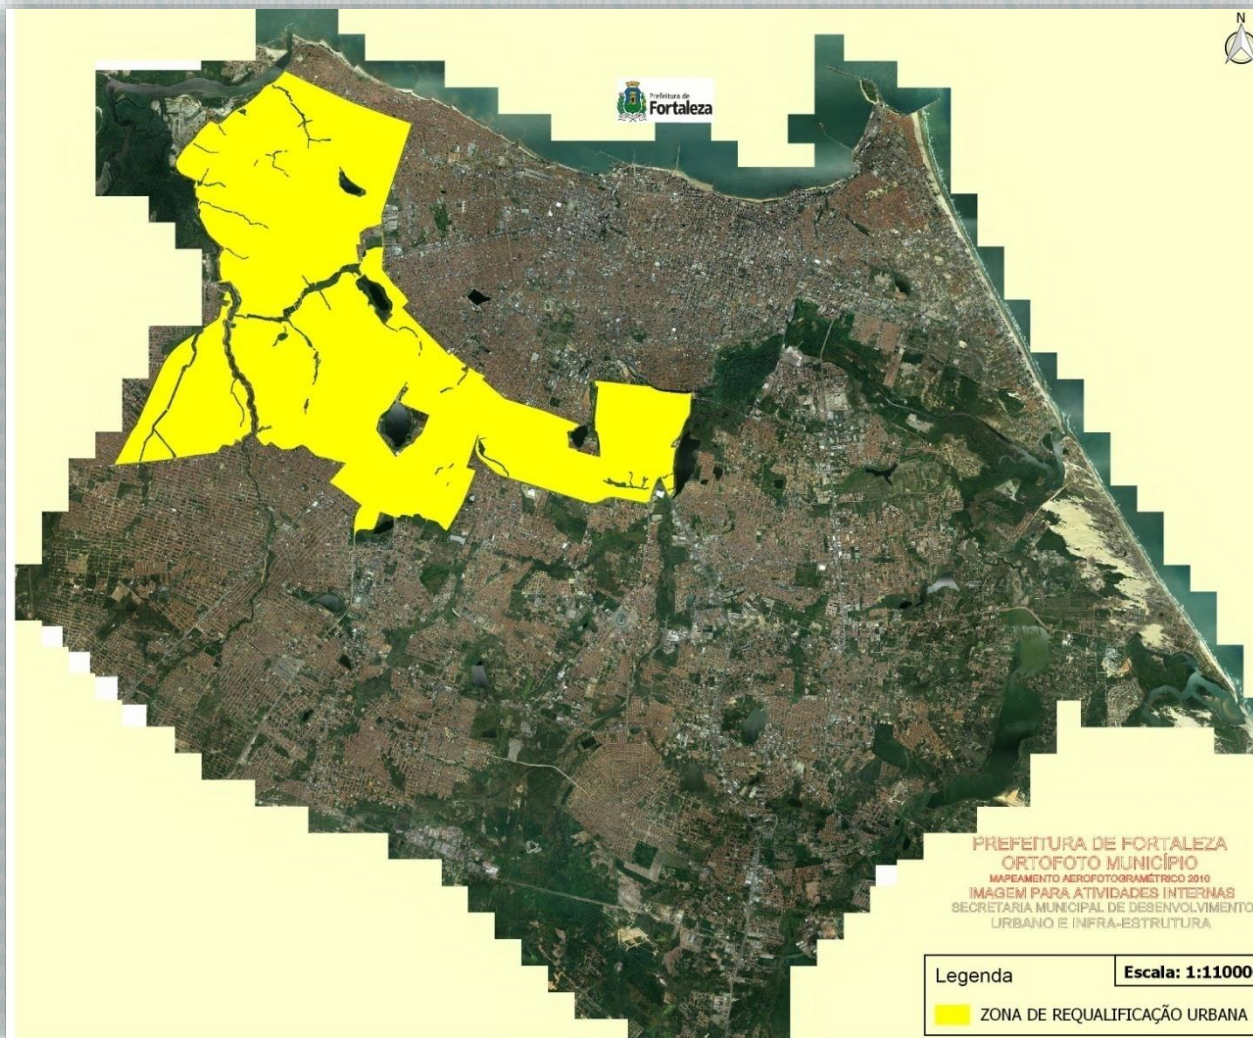 N
Prefeitura de
Fortaleza
PREFEITURA DE FORTALEZA
ORTOFOTO MUNICÍPIO
MAPEAMENTO AEROFOTOGRAMÉTRICO 2010
IMAGEM PARA ATIVIDADES INTERNAS
SECRETARIA MUNICIPAL DE DESENVOLVIMENTO
URBANO E INFRA-ESTRUTURA
Legenda
Escala: 1:11000
ZONA DE REQUALIFICAÇÃO URBANA